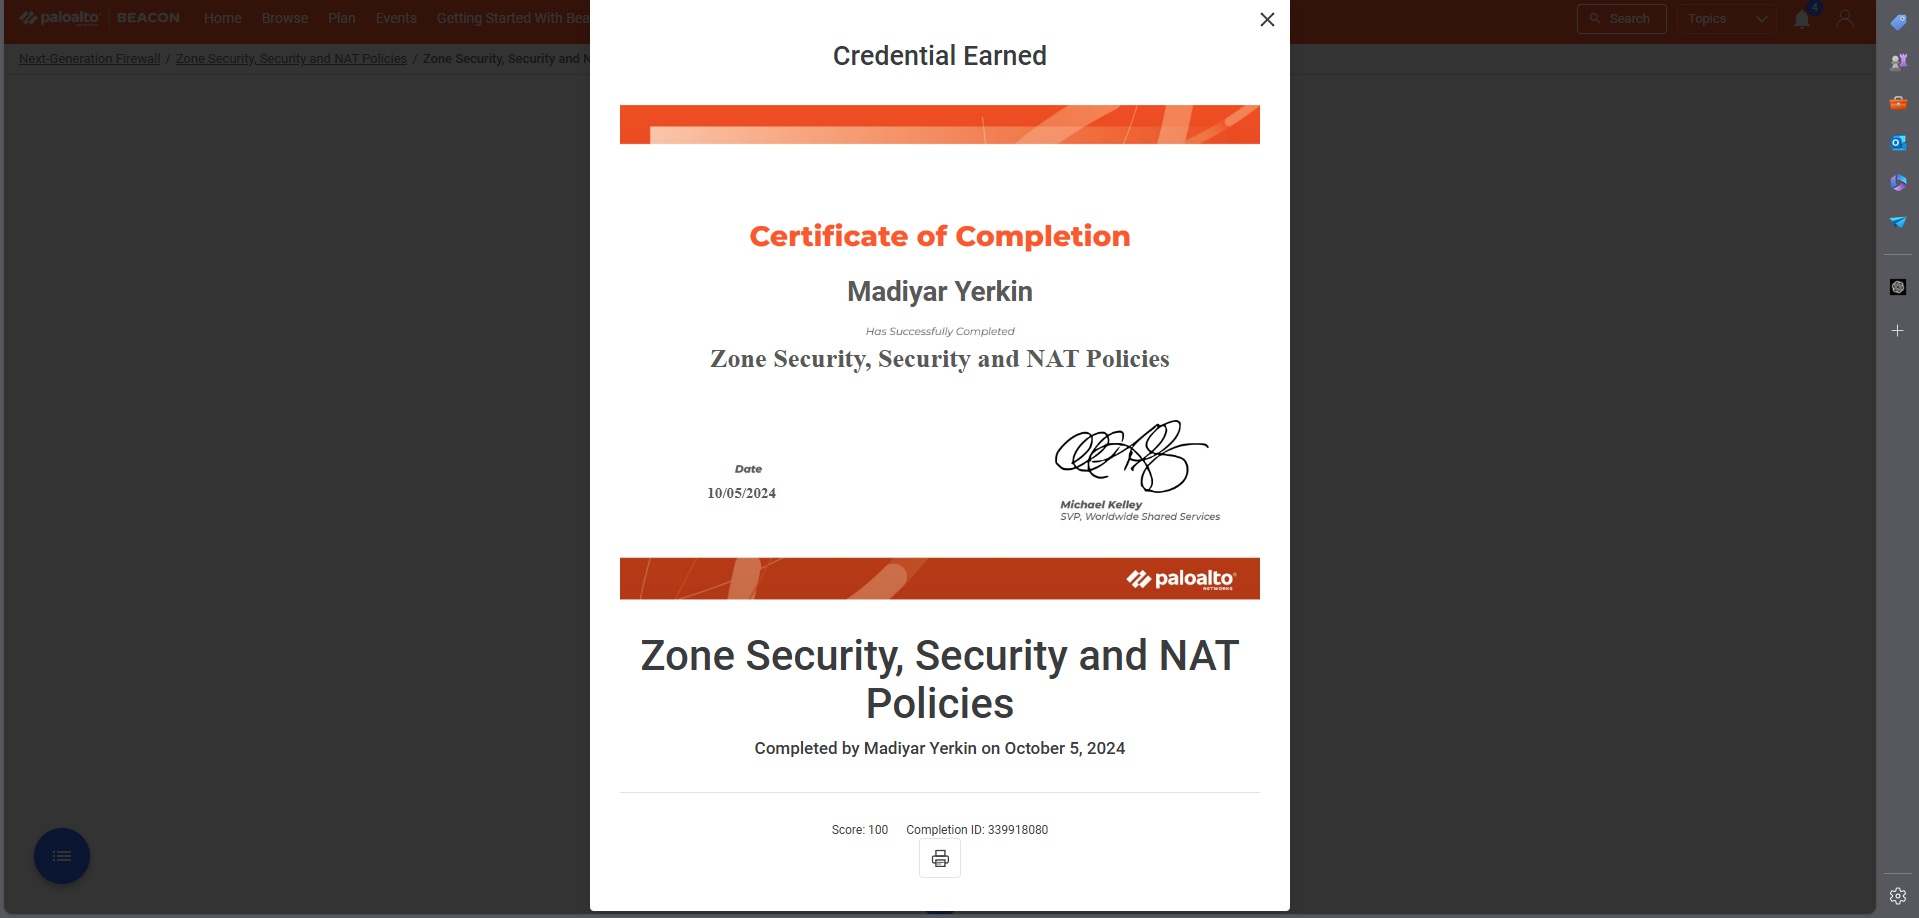 paloalto NETWORKS BEACON Home Browse Plan Events Getting Started With Bea Search Topics 4
Next-Generation Firewall / Zone Security, Security and NAT Policies / Zone Security, Security and N
Credential Earned
Certificate of Completion
Madiyar Yerkin
Has Successfully Completed
Zone Security, Security and NAT Policies
Date
10/05/2024
Michael Kelley
SVP, Worldwide Shared Services
paloalto
NETWORKS
Zone Security, Security and NAT
Policies
Completed by Madiyar Yerkin on October 5, 2024
Score: 100 Completion ID: 339918080